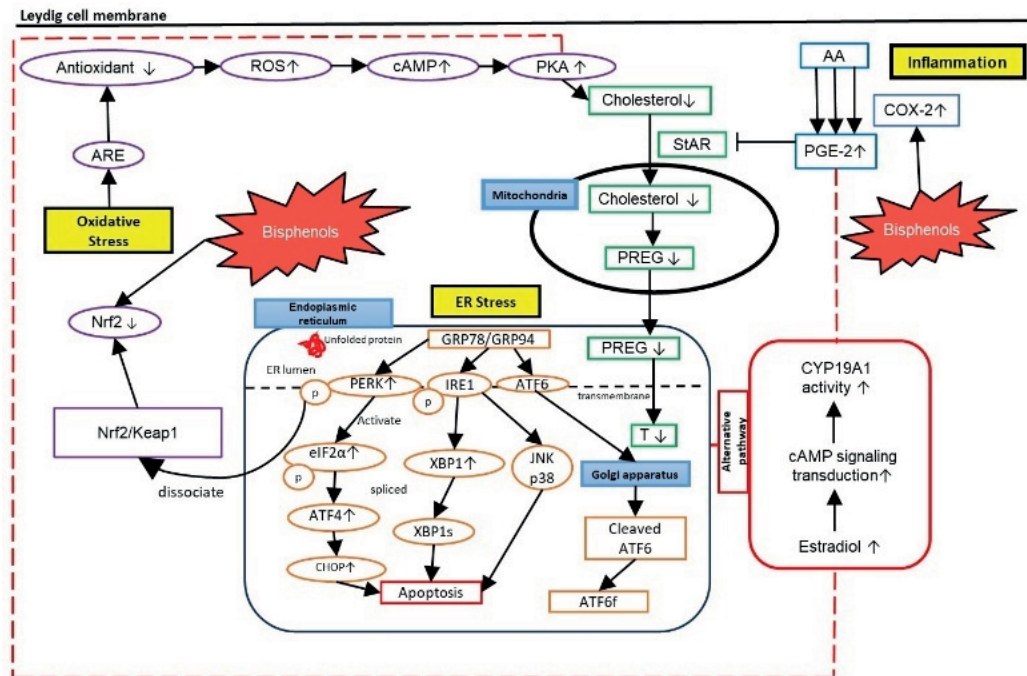 Leydig cell membrane
Antioxidant ↓
ROS↑
cAMP↑
PKA ↑
AA
Inflammation
Cholesterol↓
COX-2↑
ARE
StAR
PGE-2↑
Oxidative
Stress
Bisphenols
Mitochondria
Cholesterol ↓
Bisphenols
PREG ↓
Nrf2 ↓
Endoplasmic
reticulum
ER Stress
Unfolded protein
GRP78/GRP94
PREG ↓
ER lumen
p
PERK↑
p
IRE1
ATF6
transmembrane
CYP19A1
activity ↑
Nrf2/Keap1
Activate
eIF2α↑
p
XBP1↑
JNK
p38
T ↓
Golgi apparatus
Alternative
pathway
cAMP signaling
transduction↑
dissociate
spliced
ATF4↑
XBP1s
Cleaved
ATF6
Estradiol ↑
CHOP↑
Apoptosis
ATF6f